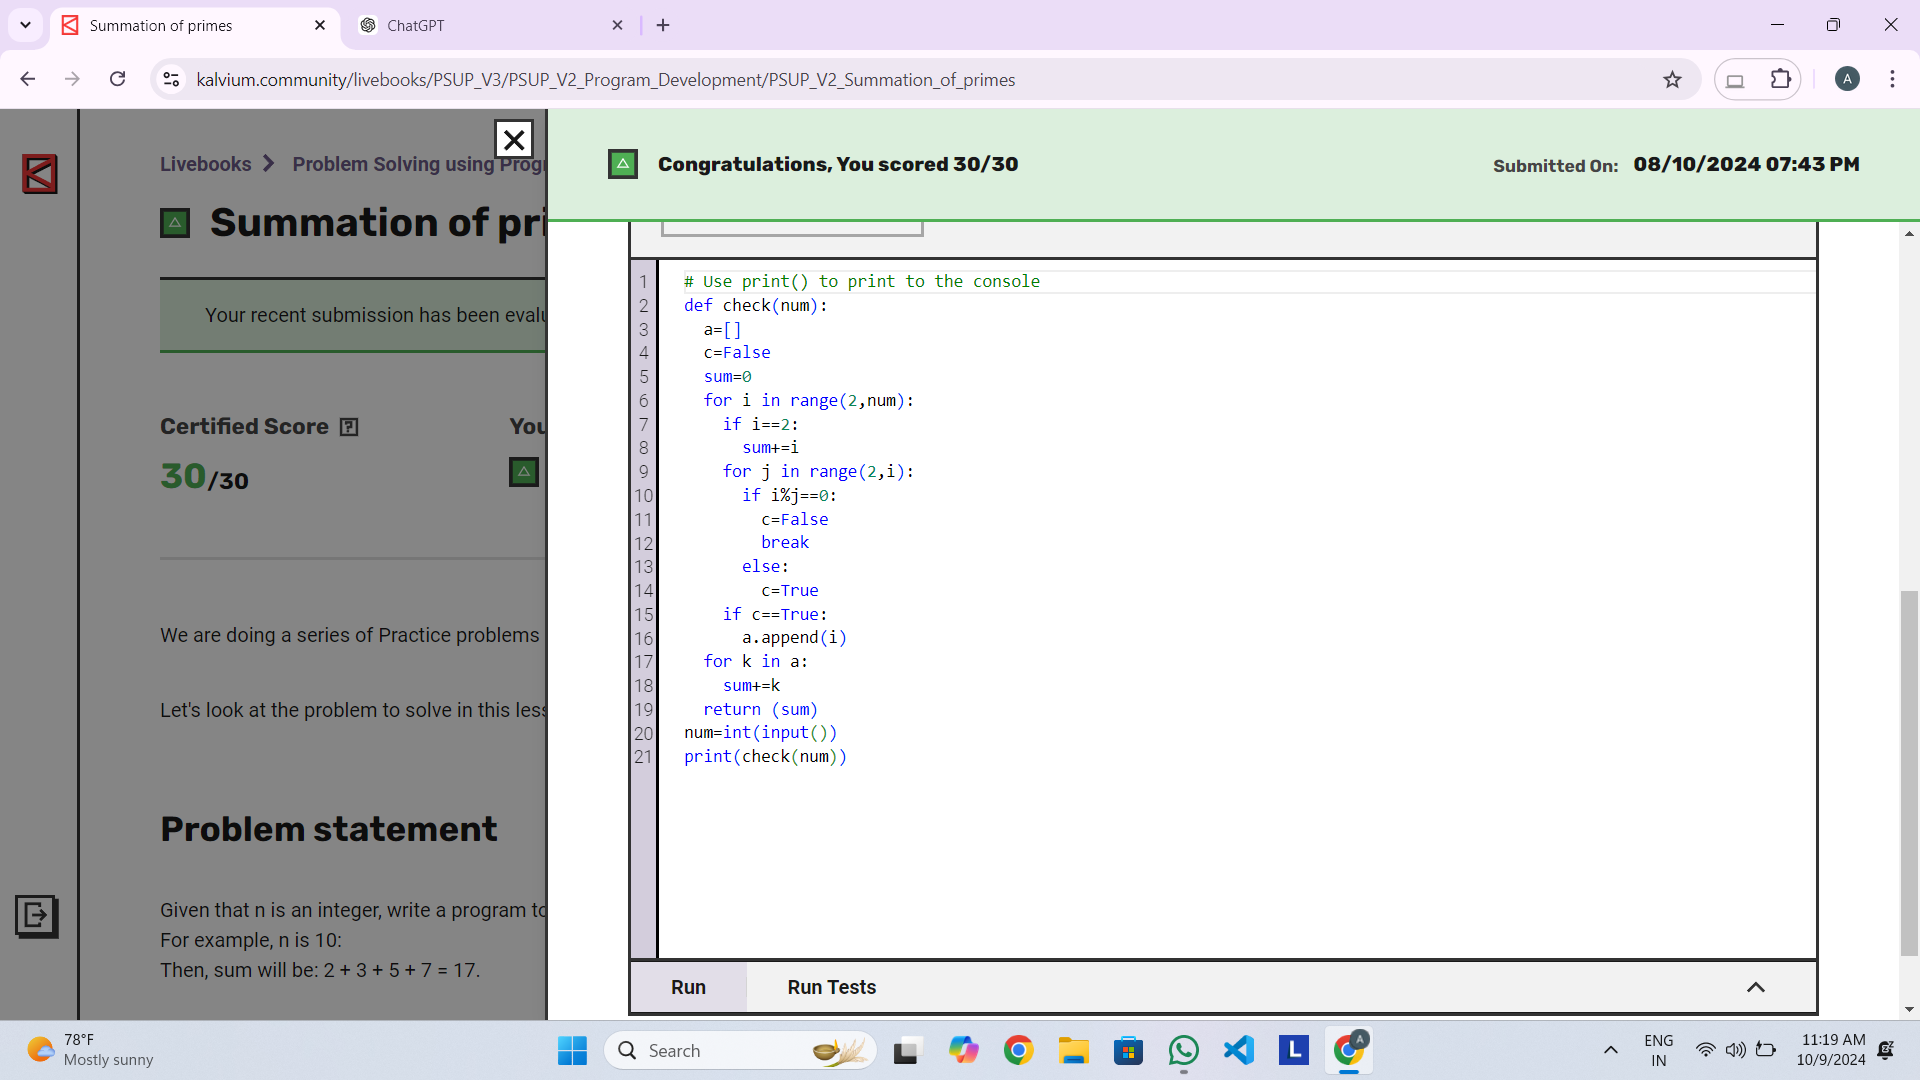 Summation of primes
ChatGPT
kalvium.community/livebooks/PSUP_V3/PSUP_V2_Program_Development/PSUP_V2_Summation_of_primes
A
Livebooks > Problem Solving using Progr
Summation of pri
Your recent submission has been evalu
Certified Score ?
You
30/30
We are doing a series of Practice problems
Let's look at the problem to solve in this less
Problem statement
Given that n is an integer, write a program to
For example, n is 10:
Then, sum will be: 2 + 3 + 5 + 7 = 17.
Congratulations, You scored 30/30
Submitted On: 08/10/2024 07:43 PM
1 # Use print() to print to the console
2 def check(num):
3   a=[]
4   c=False
5   sum=0
6   for i in range(2,num):
7     if i==2:
8       sum+=i
9     for j in range(2,i):
10       if i%j==0:
11         c=False
12         break
13       else:
14         c=True
15     if c==True:
16       a.append(i)
17   for k in a:
18     sum+=k
19   return (sum)
20 num=int(input())
21 print(check(num))
Run
Run Tests
78°F
Mostly sunny
Search
L
A
ENG
IN
11:19 AM
10/9/2024